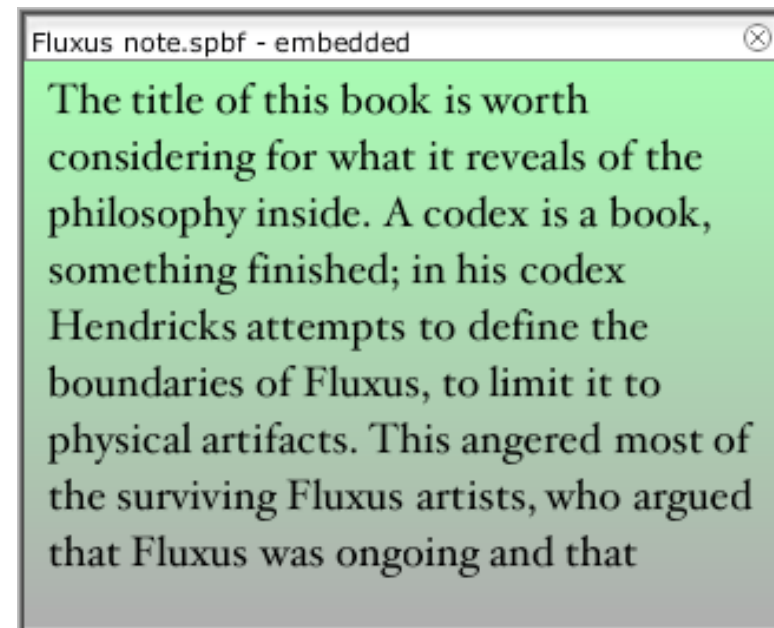 Fluxus note.spbf - embedded
The title of this book is worth
considering for what it reveals of the
philosophy inside. A codex is a book,
something finished; in his codex
Hendricks attempts to define the
boundaries of Fluxus, to limit it to
physical artifacts. This angered most of
the surviving Fluxus artists, who argued
that Fluxus was ongoing and that